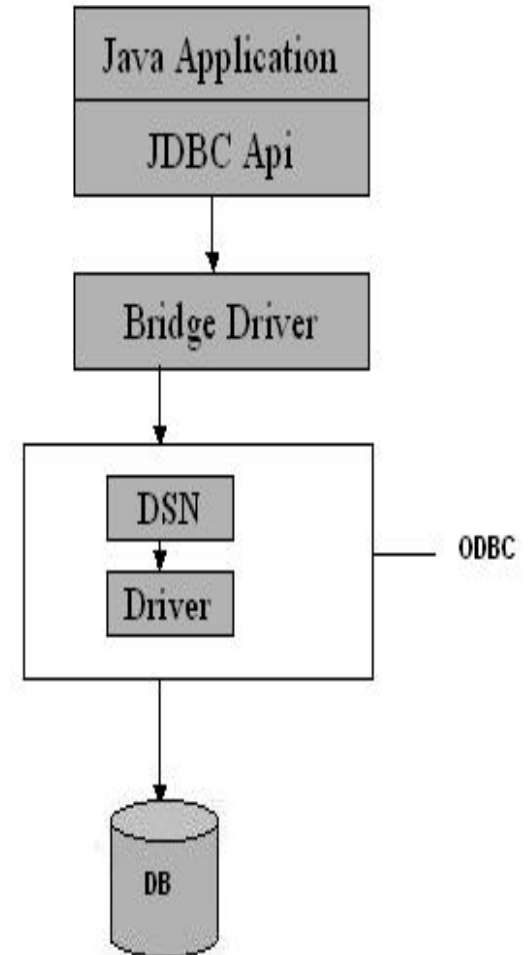 Java Application
JDBC Api
Bridge Driver
DSN
Driver
ODBC
DB